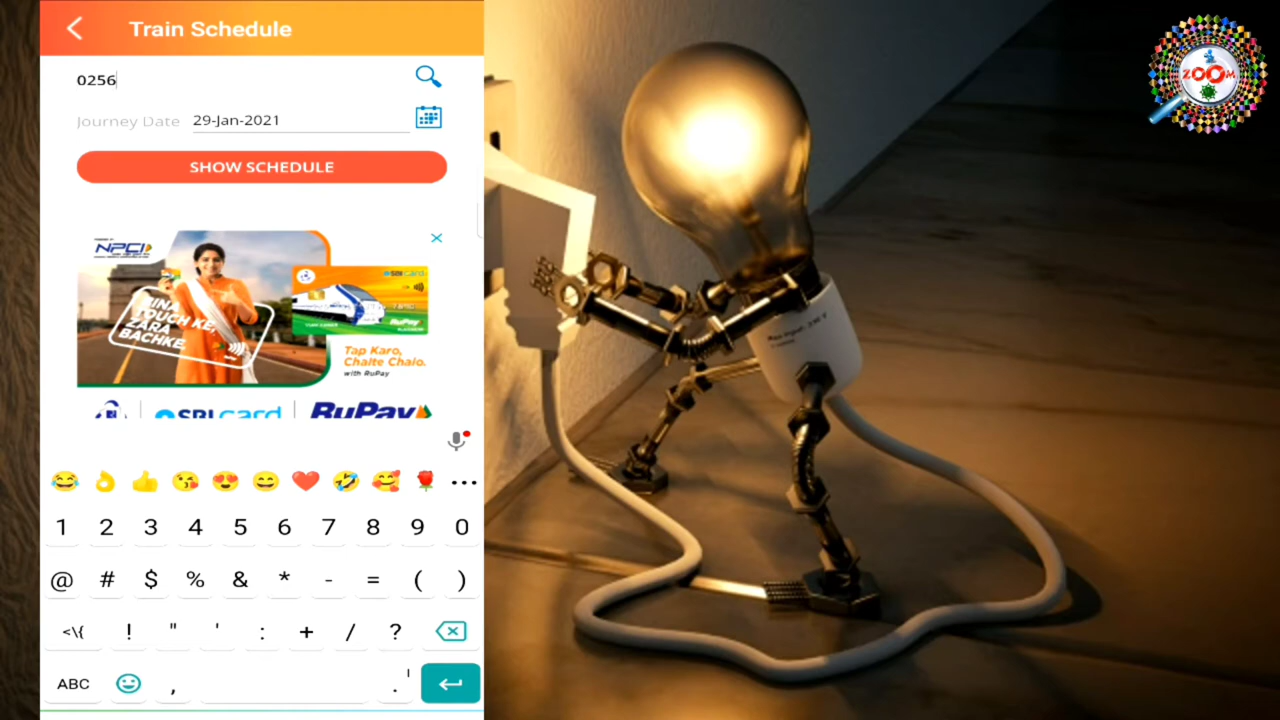 Train Schedule
0256
Journey Date 29-Jan-2021
SHOW SCHEDULE
NPCI
SBI card
BINA
TOUCH KE,
ZARA
BACHKE
RuPay
Tap Karo,
Chalte Chalo.
with RuPay
SBI card
RuPay
1 2 3 4 5 6 7 8 9 0
@ # $ % & * - = ( )
<\{ ! " ' : + / ?
ABC , .
ZOOM